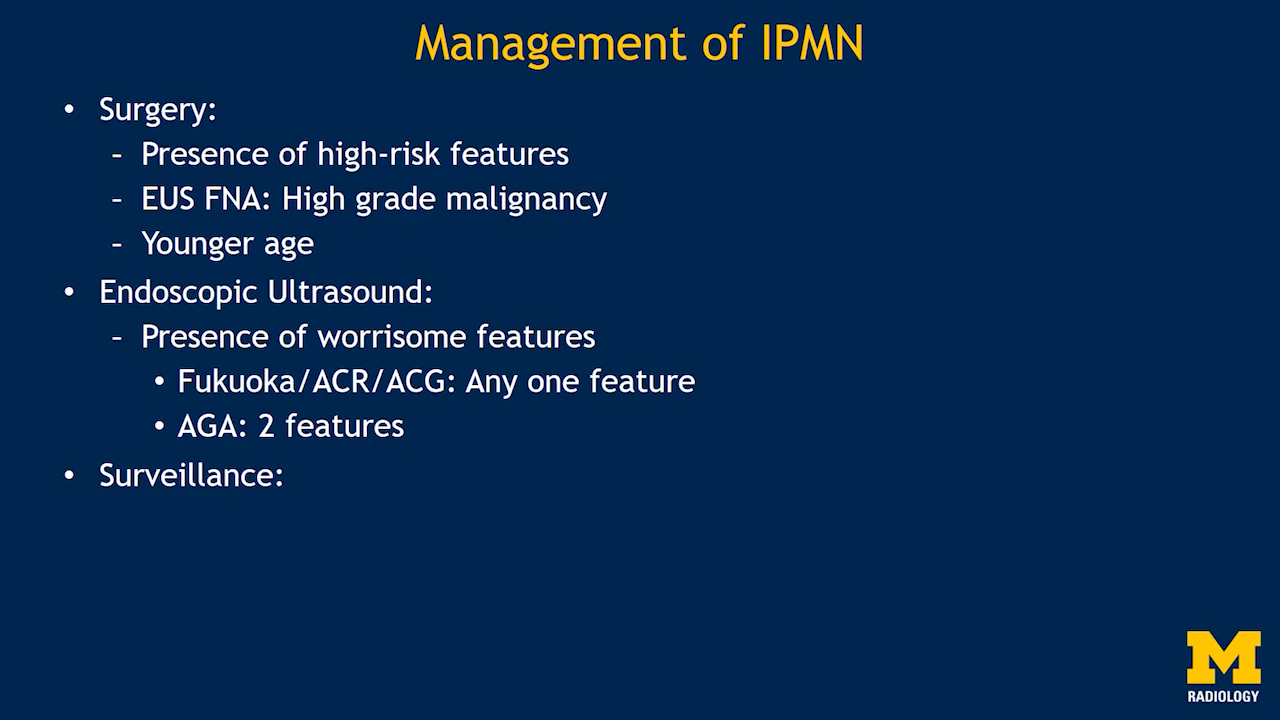 Management of IPMN
• Surgery:
– Presence of high-risk features
– EUS FNA: High grade malignancy
– Younger age
• Endoscopic Ultrasound:
– Presence of worrisome features
• Fukuoka/ACR/ACG: Any one feature
• AGA: 2 features
• Surveillance:
M
RADIOLOGY